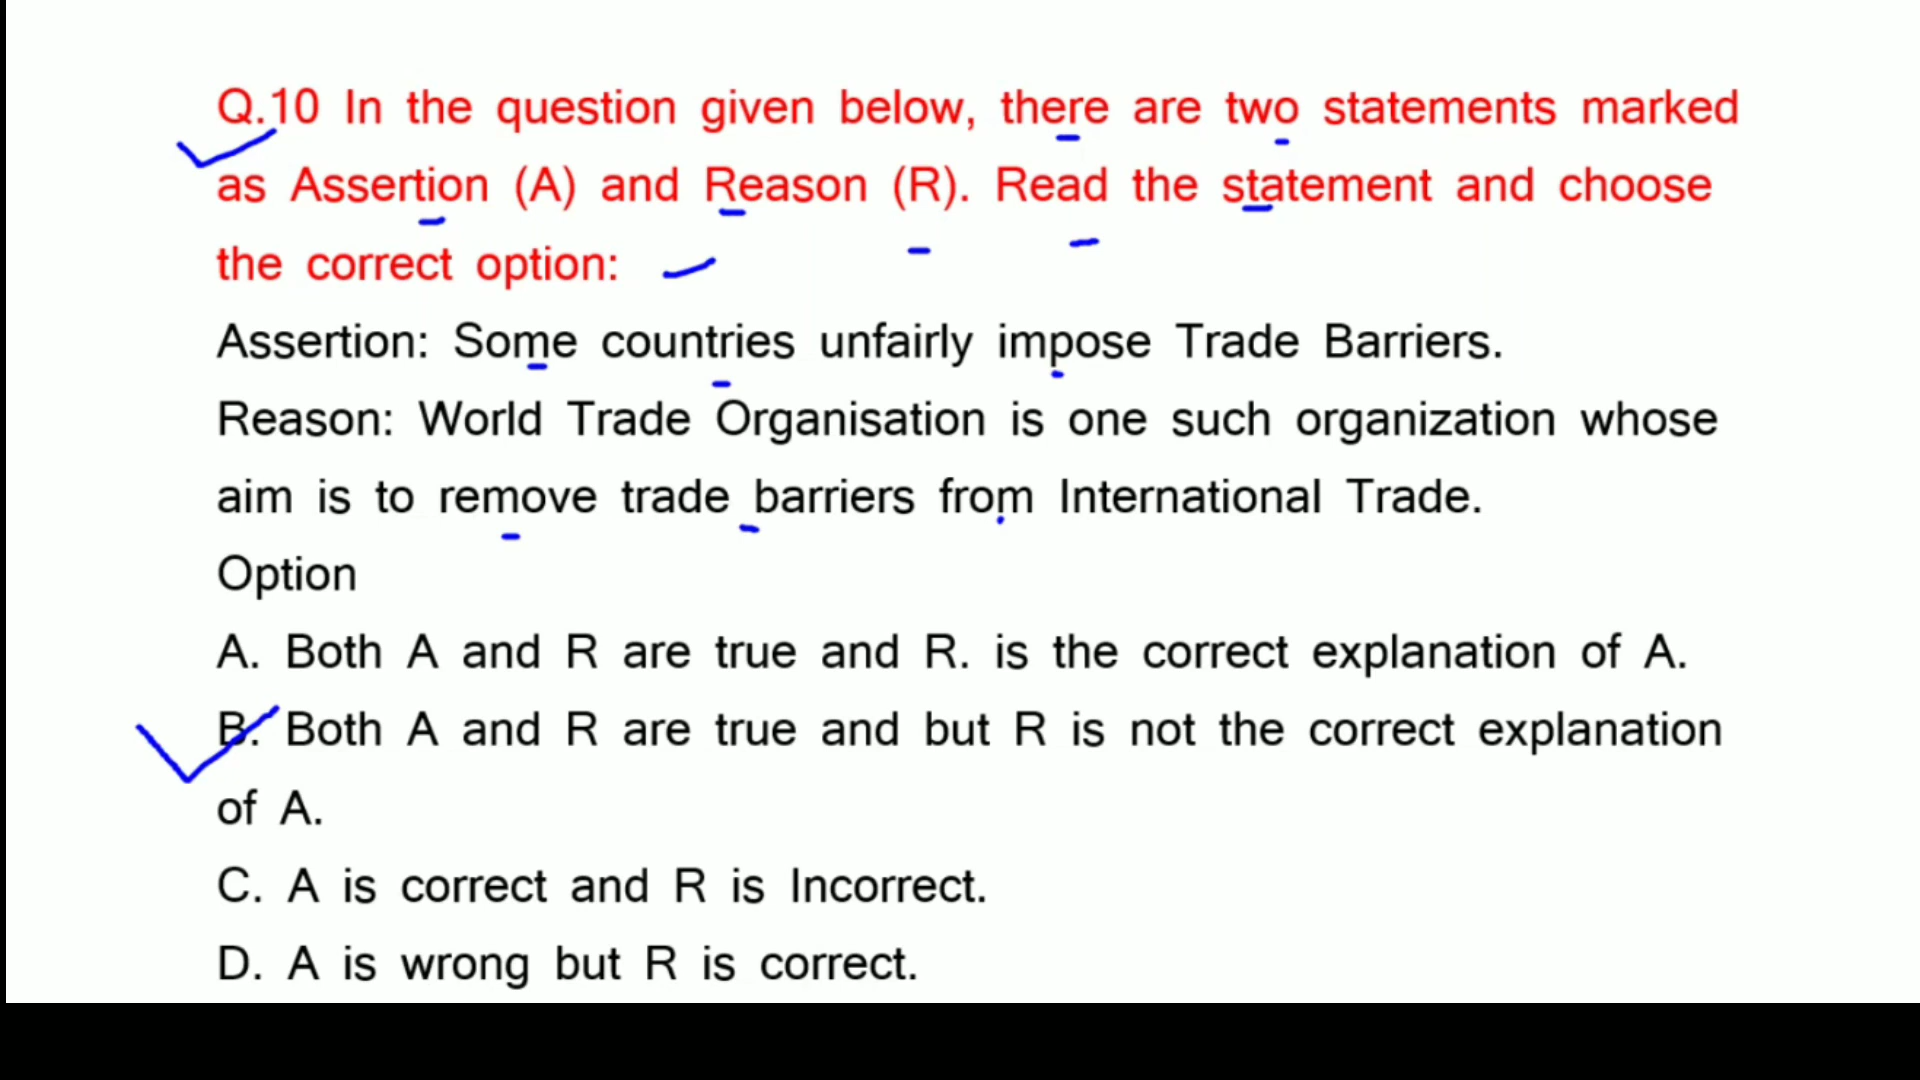 Q.10 In the question given below, there are two statements marked
as Assertion (A) and Reason (R). Read the statement and choose
the correct option:
Assertion: Some countries unfairly impose Trade Barriers.
Reason: World Trade Organisation is one such organization whose
aim is to remove trade barriers from International Trade.
Option
A. Both A and R are true and R. is the correct explanation of A.
B. Both A and R are true and but R is not the correct explanation
of A.
C. A is correct and R is Incorrect.
D. A is wrong but R is correct.